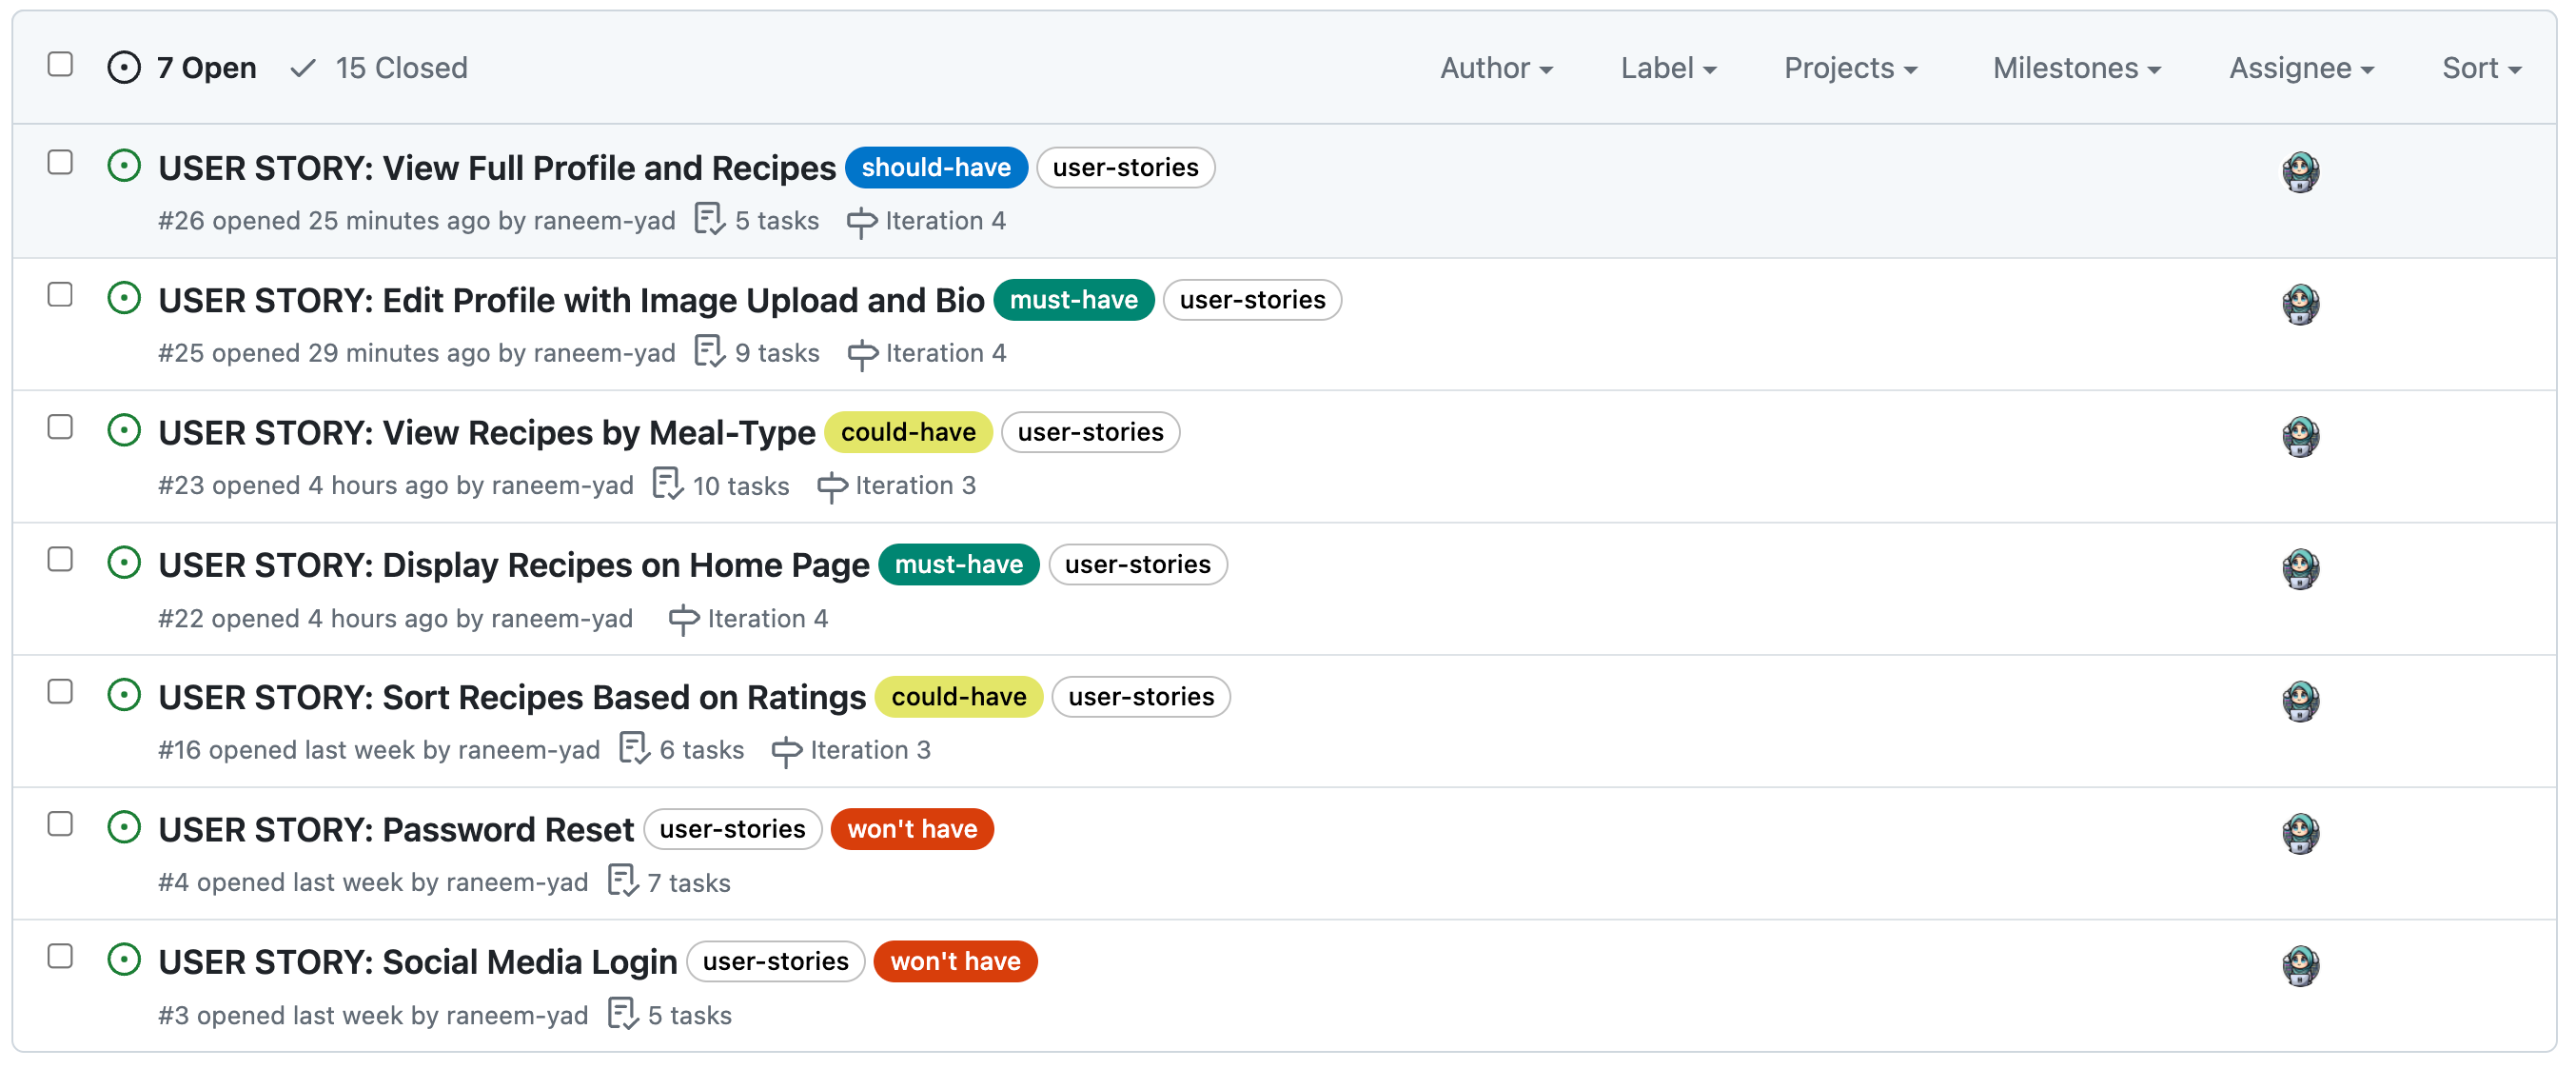 7 Open 15 Closed Author Label Projects Milestones Assignee Sort
USER STORY: View Full Profile and Recipes should-have user-stories
#26 opened 25 minutes ago by raneem-yad 5 tasks Iteration 4
USER STORY: Edit Profile with Image Upload and Bio must-have user-stories
#25 opened 29 minutes ago by raneem-yad 9 tasks Iteration 4
USER STORY: View Recipes by Meal-Type could-have user-stories
#23 opened 4 hours ago by raneem-yad 10 tasks Iteration 3
USER STORY: Display Recipes on Home Page must-have user-stories
#22 opened 4 hours ago by raneem-yad Iteration 4
USER STORY: Sort Recipes Based on Ratings could-have user-stories
#16 opened last week by raneem-yad 6 tasks Iteration 3
USER STORY: Password Reset user-stories won't have
#4 opened last week by raneem-yad 7 tasks
USER STORY: Social Media Login user-stories won't have
#3 opened last week by raneem-yad 5 tasks